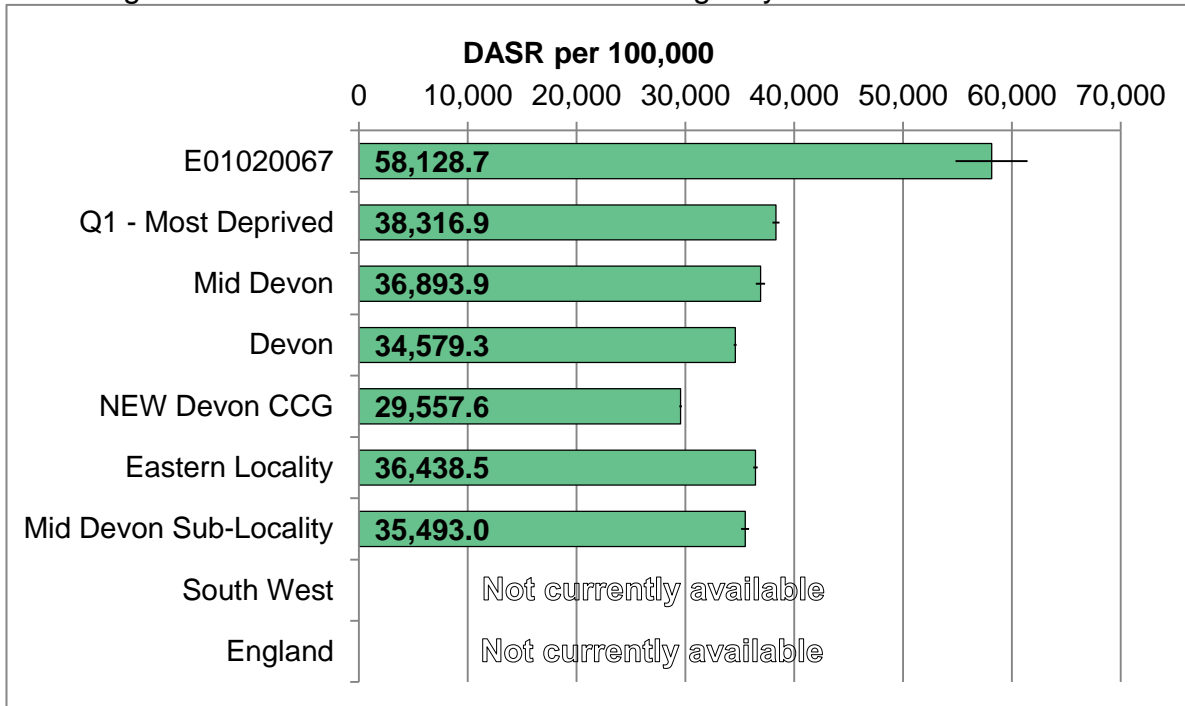 DASR per 100,000
0 10,000 20,000 30,000 40,000 50,000 60,000 70,000
E01020067 58,128.7
Q1 - Most Deprived 38,316.9
Mid Devon 36,893.9
Devon 34,579.3
NEW Devon CCG 29,557.6
Eastern Locality 36,438.5
Mid Devon Sub-Locality 35,493.0
South West Not currently available
England Not currently available